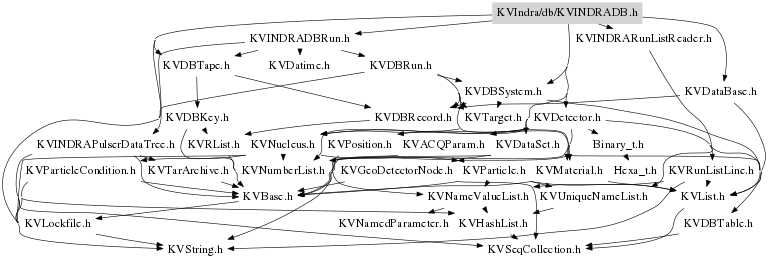 KVIndra/db/KVINDRADB.h
KVINDRADBRun.h
KVINDRARunListReader.h
KVDBTape.h
KVDatime.h
KVDBRun.h
KVDBSystem.h
KVDataBase.h
KVDBKey.h
KVDBRecord.h
KVTarget.h
KVDetector.h
KVINDRAPulserDataTree.h
KVRList.h
KVNucleus.h
KVPosition.h
KVACQParam.h
KVDataSet.h
Binary_t.h
KVParticleCondition.h
KVTarArchive.h
KVNumberList.h
KVGeoDetectorNode.h
KVParticle.h
KVMaterial.h
Hexa_t.h
KVRunListLine.h
KVBase.h
KVNameValueList.h
KVUniqueNameList.h
KVList.h
KVLockfile.h
KVNamedParameter.h
KVHashList.h
KVDBTable.h
KVString.h
KVSeqCollection.h